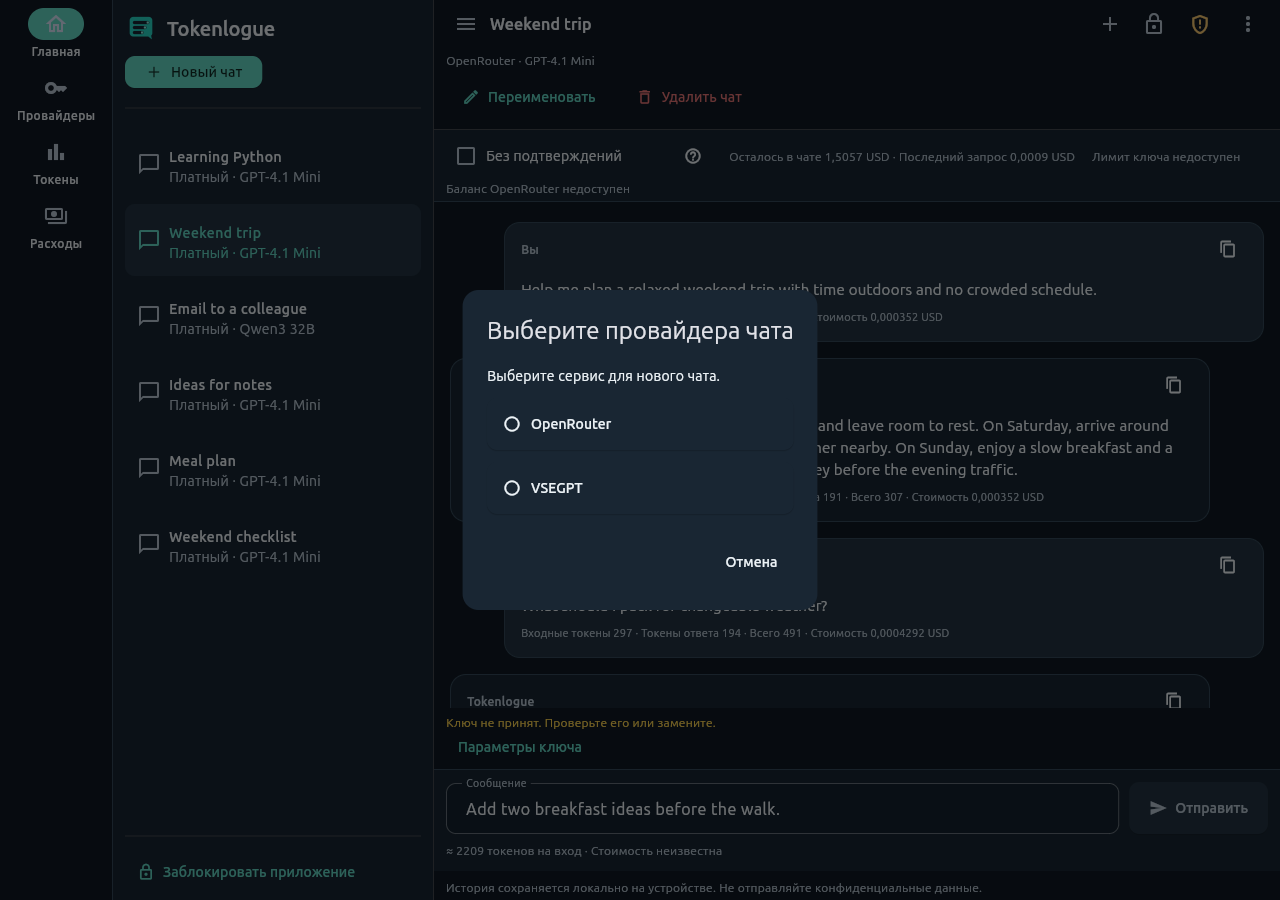 Главная
Провайдеры
Токены
Расходы
Tokenlogue
Новый чат
Learning Python
Платный · GPT-4.1 Mini
Weekend trip
Платный · GPT-4.1 Mini
Email to a colleague
Платный · Qwen3 32B
Ideas for notes
Платный · GPT-4.1 Mini
Meal plan
Платный · GPT-4.1 Mini
Weekend checklist
Платный · GPT-4.1 Mini
Заблокировать приложение
Weekend trip
OpenRouter · GPT-4.1 Mini
Переименовать
Удалить чат
Без подтверждений
Осталось в чате 1,5057 USD · Последний запрос 0,0009 USD
Лимит ключа недоступен
Баланс OpenRouter недоступен
Вы
Help me plan a relaxed weekend trip with time outdoors and no crowded schedule.
стоимость 0,000352 USD
and leave room to rest. On Saturday, arrive around
nearby. On Sunday, enjoy a slow breakfast and a
before the evening traffic.
191 · Всего 307 · Стоимость 0,000352 USD
Выберите провайдера чата
Выберите сервис для нового чата.
OpenRouter
VSEGPT
Отмена
Входные токены 297 · Токены ответа 194 · Всего 491 · Стоимость 0,0004292 USD
Tokenlogue
Ключ не принят. Проверьте его или замените.
Параметры ключа
Сообщение
Add two breakfast ideas before the walk.
Отправить
≈ 2209 токенов на вход · Стоимость неизвестна
История сохраняется локально на устройстве. Не отправляйте конфиденциальные данные.